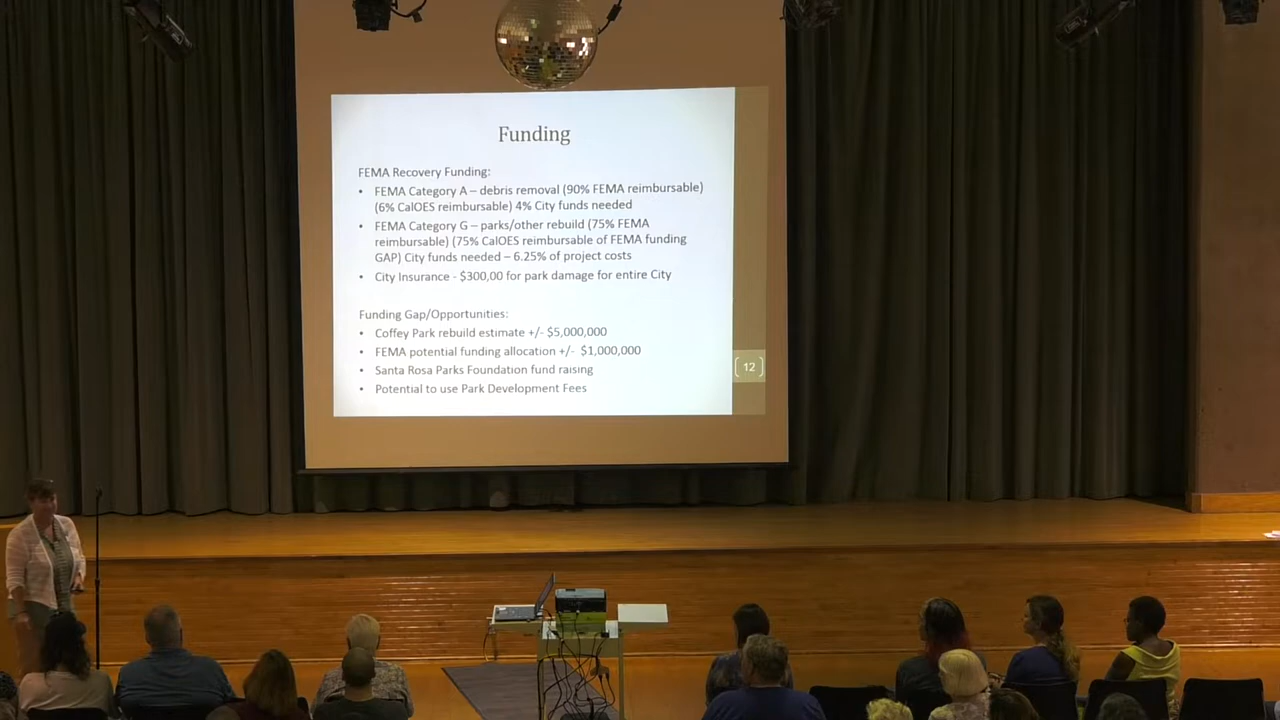 Funding
FEMA Recovery Funding:
• FEMA Category A – debris removal (90% FEMA reimbursable)
(6% CalOES reimbursable) 4% City funds needed
• FEMA Category G – parks/other rebuild (75% FEMA
reimbursable) (75% CalOES reimbursable of FEMA funding
GAP) City funds needed – 6.25% of project costs
• City Insurance - $300,00 for park damage for entire City
Funding Gap/Opportunities:
• Coffey Park rebuild estimate +/- $5,000,000
• FEMA potential funding allocation +/- $1,000,000
• Santa Rosa Parks Foundation fund raising
• Potential to use Park Development Fees
12